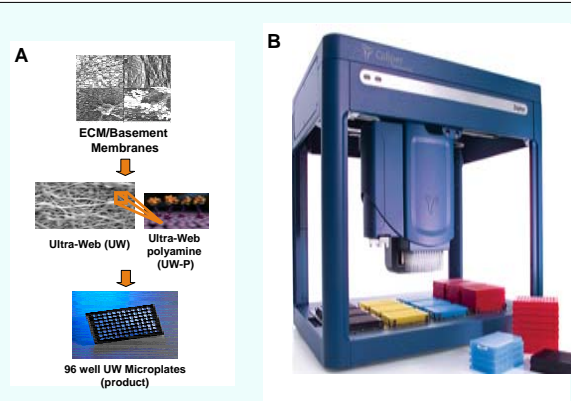 A
ECM/Basement
Membranes
Ultra-Web (UW)
Ultra-Web
polyamine
(UW-P)
96 well UW Microplates
(product)
B
Caliper